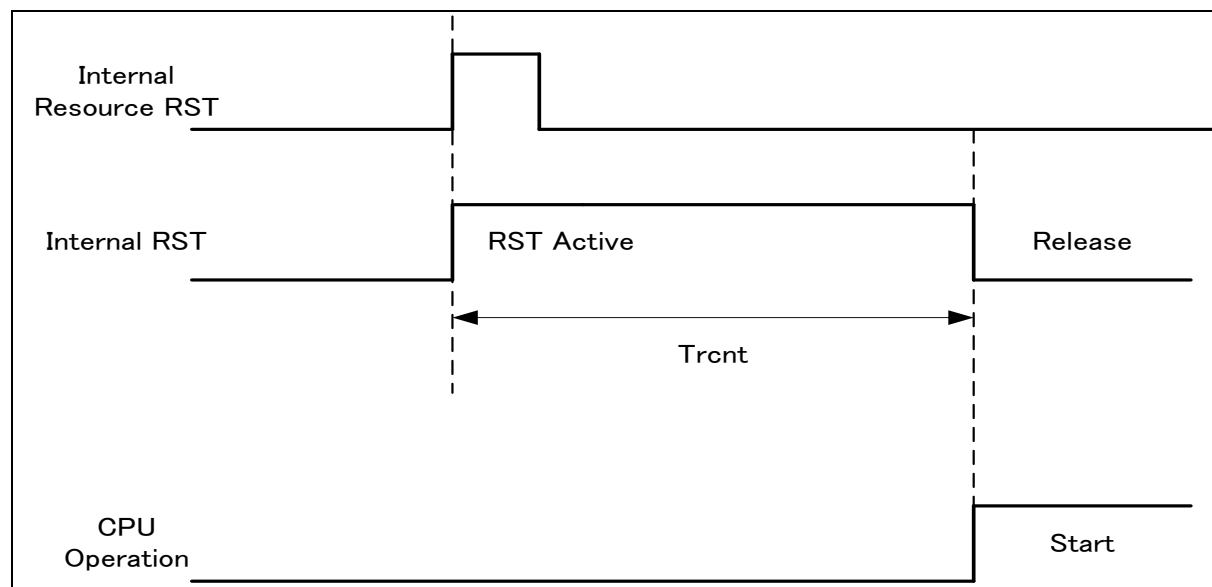 Internal
Resource RST
Internal RST
RST Active
Release
Trcnt
CPU
Operation
Start